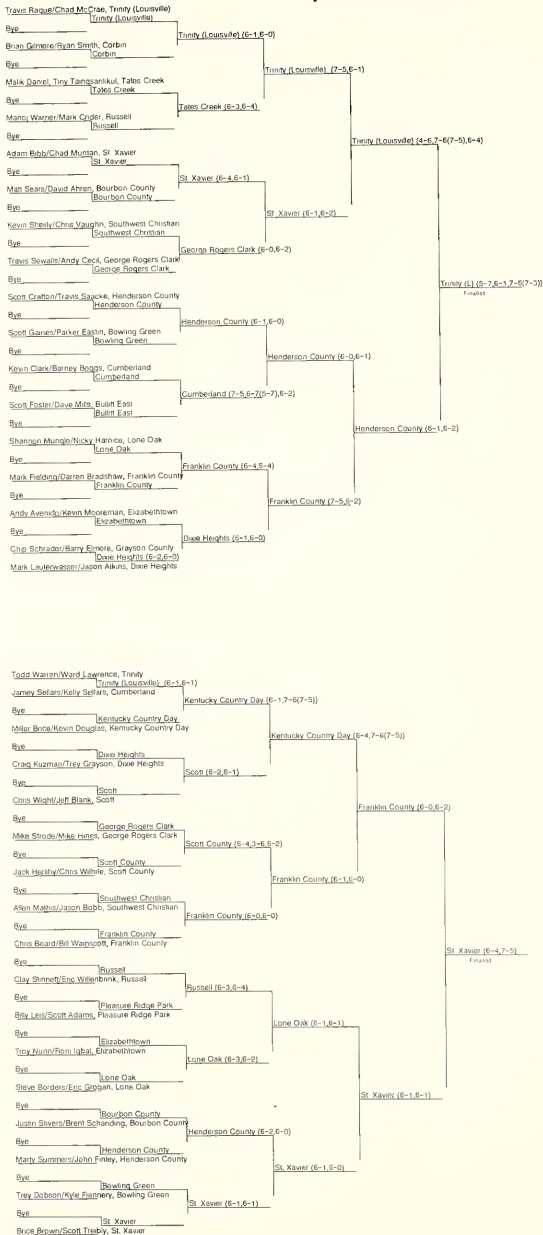 Travis Raque/Chad McCrae, Trinity (Louisville)
Trinity (Louisville)
Bye
Trinity (Louisville) (6-1,6-0)
Brian Gilmore/Ryan Smith, Corbin
Corbin
Bye
Trinity (Louisville) (7-5,6-1)
Malik Daniel, Tiny Taingsantikul, Tates Creek
Tates Creek
Bye
Tates Creek (6-3,6-4)
Manoj Warrier/Mark Crider, Russell
Russell
Bye
Trinity (Louisville) (4-6,7-6(7-5),6-4)
Adam Bibb/Chad Muntan, St Xavier
St Xavier
Bye
St Xavier (6-4,6-1)
Matt Sears/David Ahren, Bourbon County
Bourbon County
Bye
St Xavier (6-1,6-2)
Kevin Sheilly/Chris Vaughn, Southwest Christian
Southwest Christian
Bye
George Rogers Clark (6-0,6-2)
Travis Sewalls/Andy Cecil, George Rogers Clark
George Rogers Clark
Bye
Trinity (L) (5-7,6-1,7-6(7-3))
Finalist
Scott Crafton/Travis Saacke, Henderson County
Henderson County
Bye
Henderson County (6-1,6-0)
Scott Gaines/Parker Eastin, Bowling Green
Bowling Green
Bye
Henderson County (6-0,6-1)
Kevin Clark/Barney Boggs, Cumberland
Cumberland
Bye
Cumberland (7-5,6-7(5-7),6-2)
Scott Foster/Dave Mills, Bullitt East
Bullitt East
Bye
Henderson County (6-1,6-2)
Shannon Mungle/Nicky Harnice, Lone Oak
Lone Oak
Bye
Franklin County (6-4,6-4)
Mark Fielding/Darren Bradshaw, Franklin County
Franklin County
Bye
Franklin County (7-5,6-2)
Andy Avenido/Kevin Mooreman, Elizabethtown
Elizabethtown
Bye
Dixie Heights (6-1,6-0)
Chip Schrader/Barry Elmore, Grayson County
Dixie Heights (6-2,6-0)
Mark Lauterwasser/Jason Atkins, Dixie Heights
Todd Warren/Ward Lawrence, Trinity
Trinity (Louisville) (6-1,6-1)
Jamey Sellars/Kelly Sellars, Cumberland
Kentucky Country Day (6-1,7-6(7-5))
Bye
Kentucky Country Day
Miller Brice/Kevin Douglas, Kentucky Country Day
Kentucky Country Day (6-4,7-6(7-5))
Bye
Dixie Heights
Craig Kuzman/Trey Grayson, Dixie Heights
Scott (6-2,6-1)
Bye
Scott
Chris Wight/Jeff Blank, Scott
Franklin County (6-0,6-2)
Bye
George Rogers Clark
Mike Strode/Mike Hines, George Rogers Clark
Scott County (6-4,3-6,6-2)
Bye
Scott County
Jack Herlihy/Chris Wilhite, Scott County
Franklin County (6-1,6-0)
Bye
Southwest Christian
Allen Mathis/Jason Bobb, Southwest Christian
Franklin County (6-0,6-0)
Bye
Franklin County
Chris Beard/Bill Wainscott, Franklin County
St Xavier (6-4,7-5)
Finalist
Bye
Russell
Clay Stinnett/Eric Willenbrink, Russell
Russell (6-3,6-4)
Bye
Pleasure Ridge Park
Billy Leis/Scott Adams, Pleasure Ridge Park
Lone Oak (6-1,6-1)
Bye
Elizabethtown
Troy Nunn/Roni Iqbal, Elizabethtown
Lone Oak (6-3,6-2)
Bye
Lone Oak
Steve Borders/Eric Grogan, Lone Oak
St Xavier (6-1,6-1)
Bye
Bourbon County
Justin Slivers/Brent Schanding, Bourbon County
Henderson County (6-2,6-0)
Bye
Henderson County
Marty Summers/John Finley, Henderson County
St. Xavier (6-1,6-0)
Bye
Bowling Green
Trey Dobson/Kyle Flannery, Bowling Green
St Xavier (6-1,6-1)
Bye
St Xavier
Brice Brown/Scott Treibly, St. Xavier